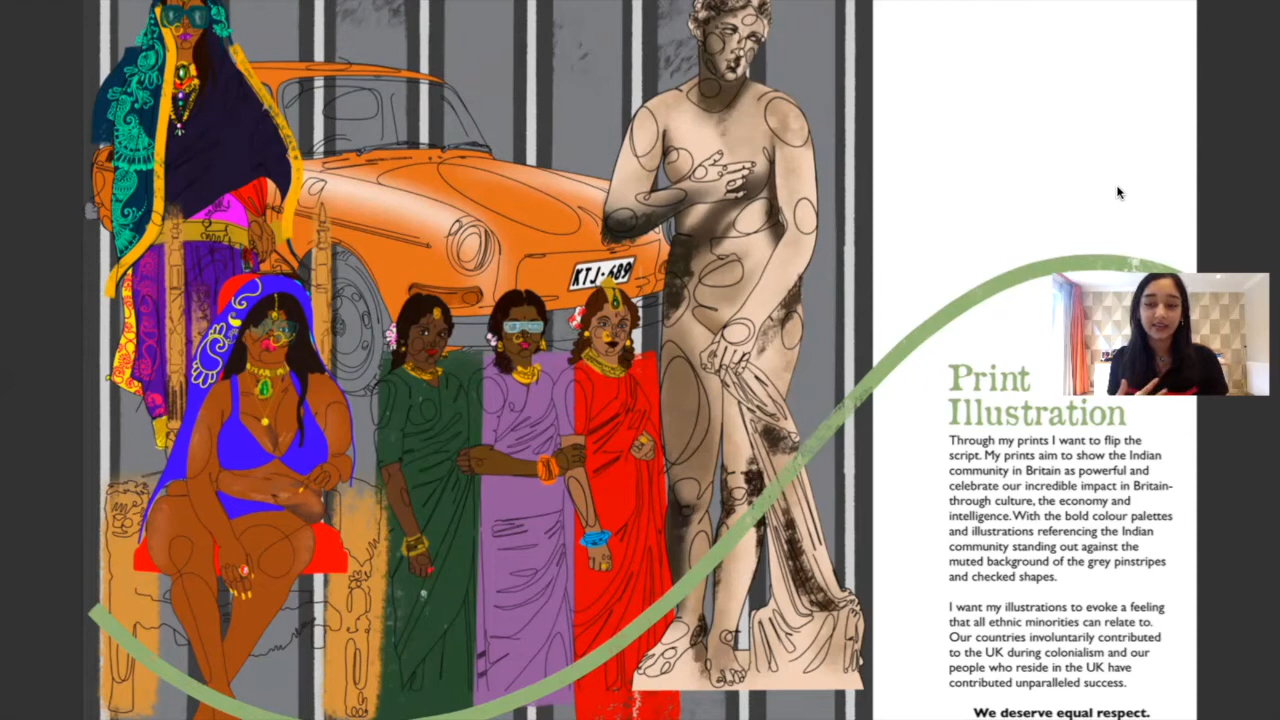 KTJ-689
Print
Illustration
Through my prints I want to flip the
script. My prints aim to show the Indian
community in Britain as powerful and
celebrate our incredible impact in Britain-
through culture, the economy and
intelligence. With the bold colour palettes
and illustrations referencing the Indian
community standing out against the
muted background of the grey pinstripes
and checked shapes.
I want my illustrations to evoke a feeling
that all ethnic minorities can relate to.
Our countries involuntarily contributed
to the UK during colonialism and our
people who reside in the UK have
contributed unparalleled success.
We deserve equal respect.